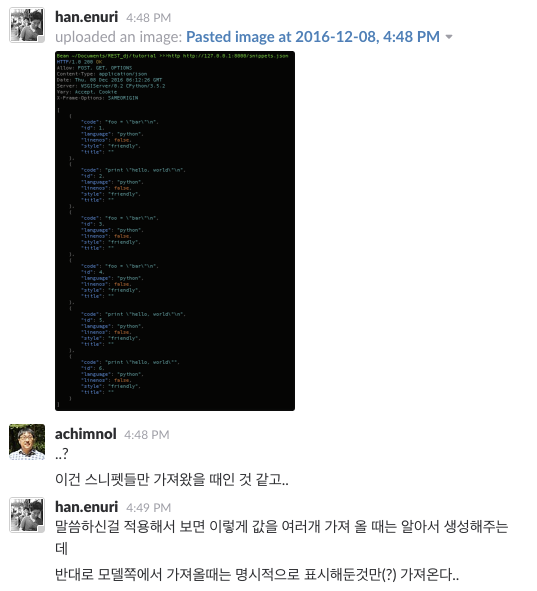 han.enuri 4:48 PM
uploaded an image: Pasted image at 2016-12-08, 4:48 PM
Bean ~/Documents/REST_dj/tutorial >>>http http://127.0.0.1:8000/snippets.json
HTTP/1.0 200 OK
Allow: POST, GET, OPTIONS
Content-Type: application/json
Date: Thu, 08 Dec 2016 06:12:26 GMT
Server: WSGIServer/0.2 CPython/3.5.2
Vary: Accept, Cookie
X-Frame-Options: SAMEORIGIN
[
{
"code": "foo = \"bar\"\n",
"id": 1,
"language": "python",
"linenos": false,
"style": "friendly",
"title": ""
},
{
"code": "print \"hello, world\"\n",
"id": 2,
"language": "python",
"linenos": false,
"style": "friendly",
"title": ""
},
{
"code": "foo = \"bar\"\n",
"id": 3,
"language": "python",
"linenos": false,
"style": "friendly",
"title": ""
},
{
"code": "foo = \"bar\"\n",
"id": 4,
"language": "python",
"linenos": false,
"style": "friendly",
"title": ""
},
{
"code": "print \"hello, world\"\n",
"id": 5,
"language": "python",
"linenos": false,
"style": "friendly",
"title": ""
},
{
"code": "print \"hello, world\"",
"id": 6,
"language": "python",
"linenos": false,
"style": "friendly",
"title": ""
}
]
achimnol 4:48 PM
..?
이건 스니펫들만 가져왔을 때인 것 같고..
han.enuri 4:49 PM
말씀하신걸 적용해서 보면 이렇게 값을 여러개 가져 올 때는 알아서 생성해주는
데
반대로 모델쪽에서 가져올때는 명시적으로 표시해둔것만(?) 가져온다..